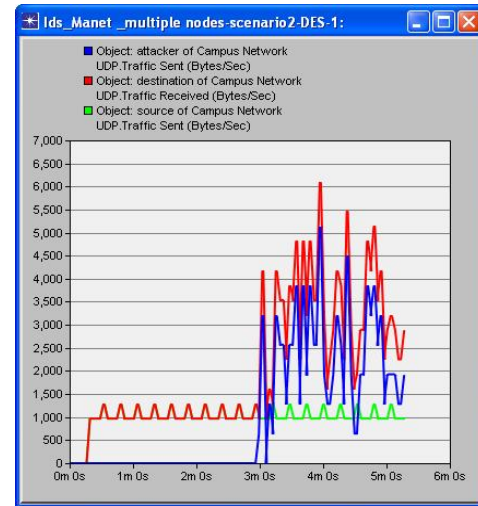 Ids_Manet _multiple nodes-scenario2-DES-1:
Object: attacker of Campus Network
UDP.Traffic Sent (Bytes/Sec)
Object: destination of Campus Network
UDP.Traffic Received (Bytes/Sec)
Object: source of Campus Network
UDP.Traffic Sent (Bytes/Sec)
7,000
6,500
6,000
5,500
5,000
4,500
4,000
3,500
3,000
2,500
2,000
1,500
1,000
500
0
0m 0s 1m 0s 2m 0s 3m 0s 4m 0s 5m 0s 6m 0s